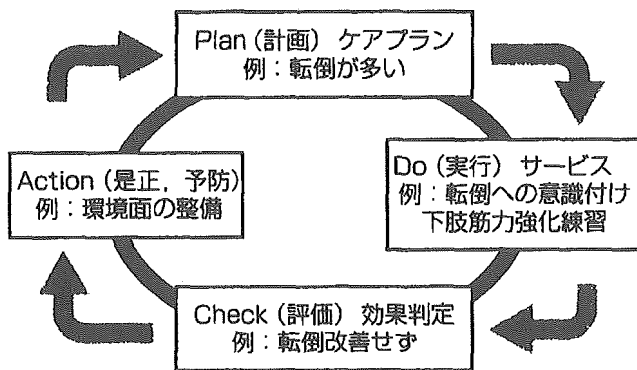 Plan(計画) ケアプラン
例：転倒が多い
Do(実行) サービス
例：転倒への意識付け
下肢筋力強化練習
Check(評価) 効果判定
例：転倒改善せず
Action(是正，予防)
例：環境面の整備